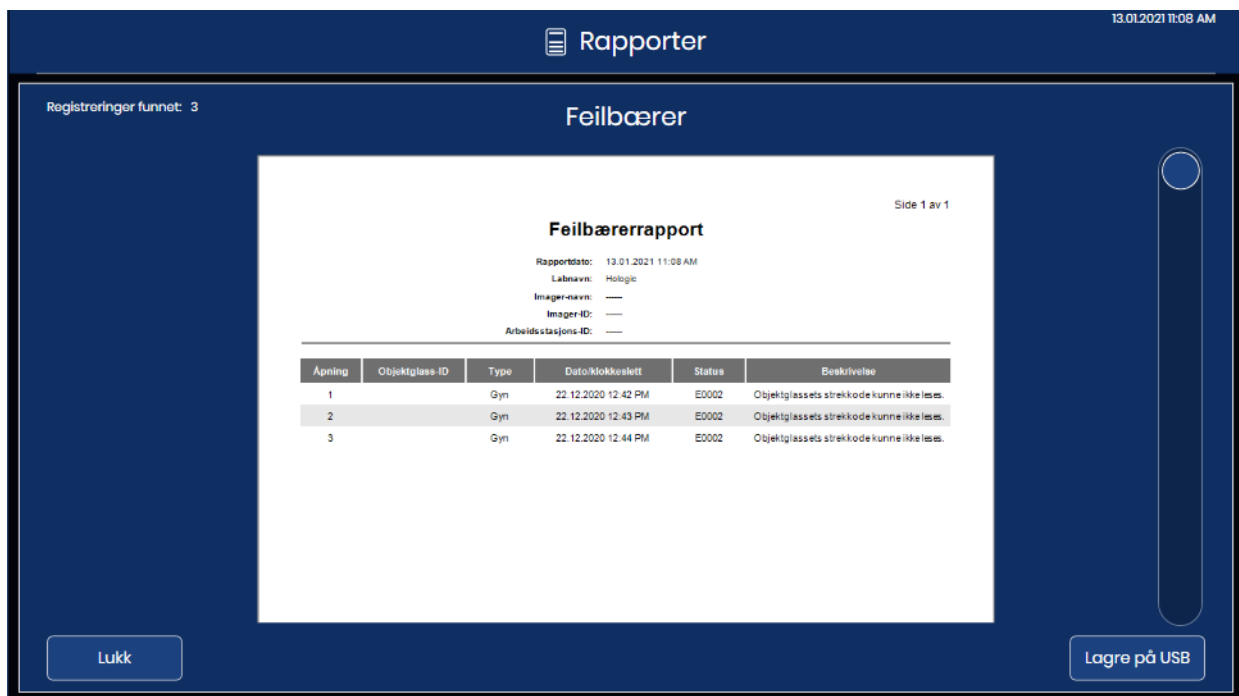 13.01.2021 11:08 AM
Rapporter
Registreringer funnet: 3
Feilbærer
Side 1 av 1
Feilbærerrapport
Rapportdato: 13.01.2021 11:08 AM
Labnavn: Hologic
Imager-navn: -----
Imager-ID: -----
Arbeidsstasjons-ID: -----
Åpning Objektglass-ID Type Dato/klokkeslett Status Beskrivelse
1 Gyn 22.12.2020 12:42 PM E0002 Objektglassets strekkode kunne ikke leses.
2 Gyn 22.12.2020 12:43 PM E0002 Objektglassets strekkode kunne ikke leses.
3 Gyn 22.12.2020 12:44 PM E0002 Objektglassets strekkode kunne ikke leses.
Lukk Lagre på USB